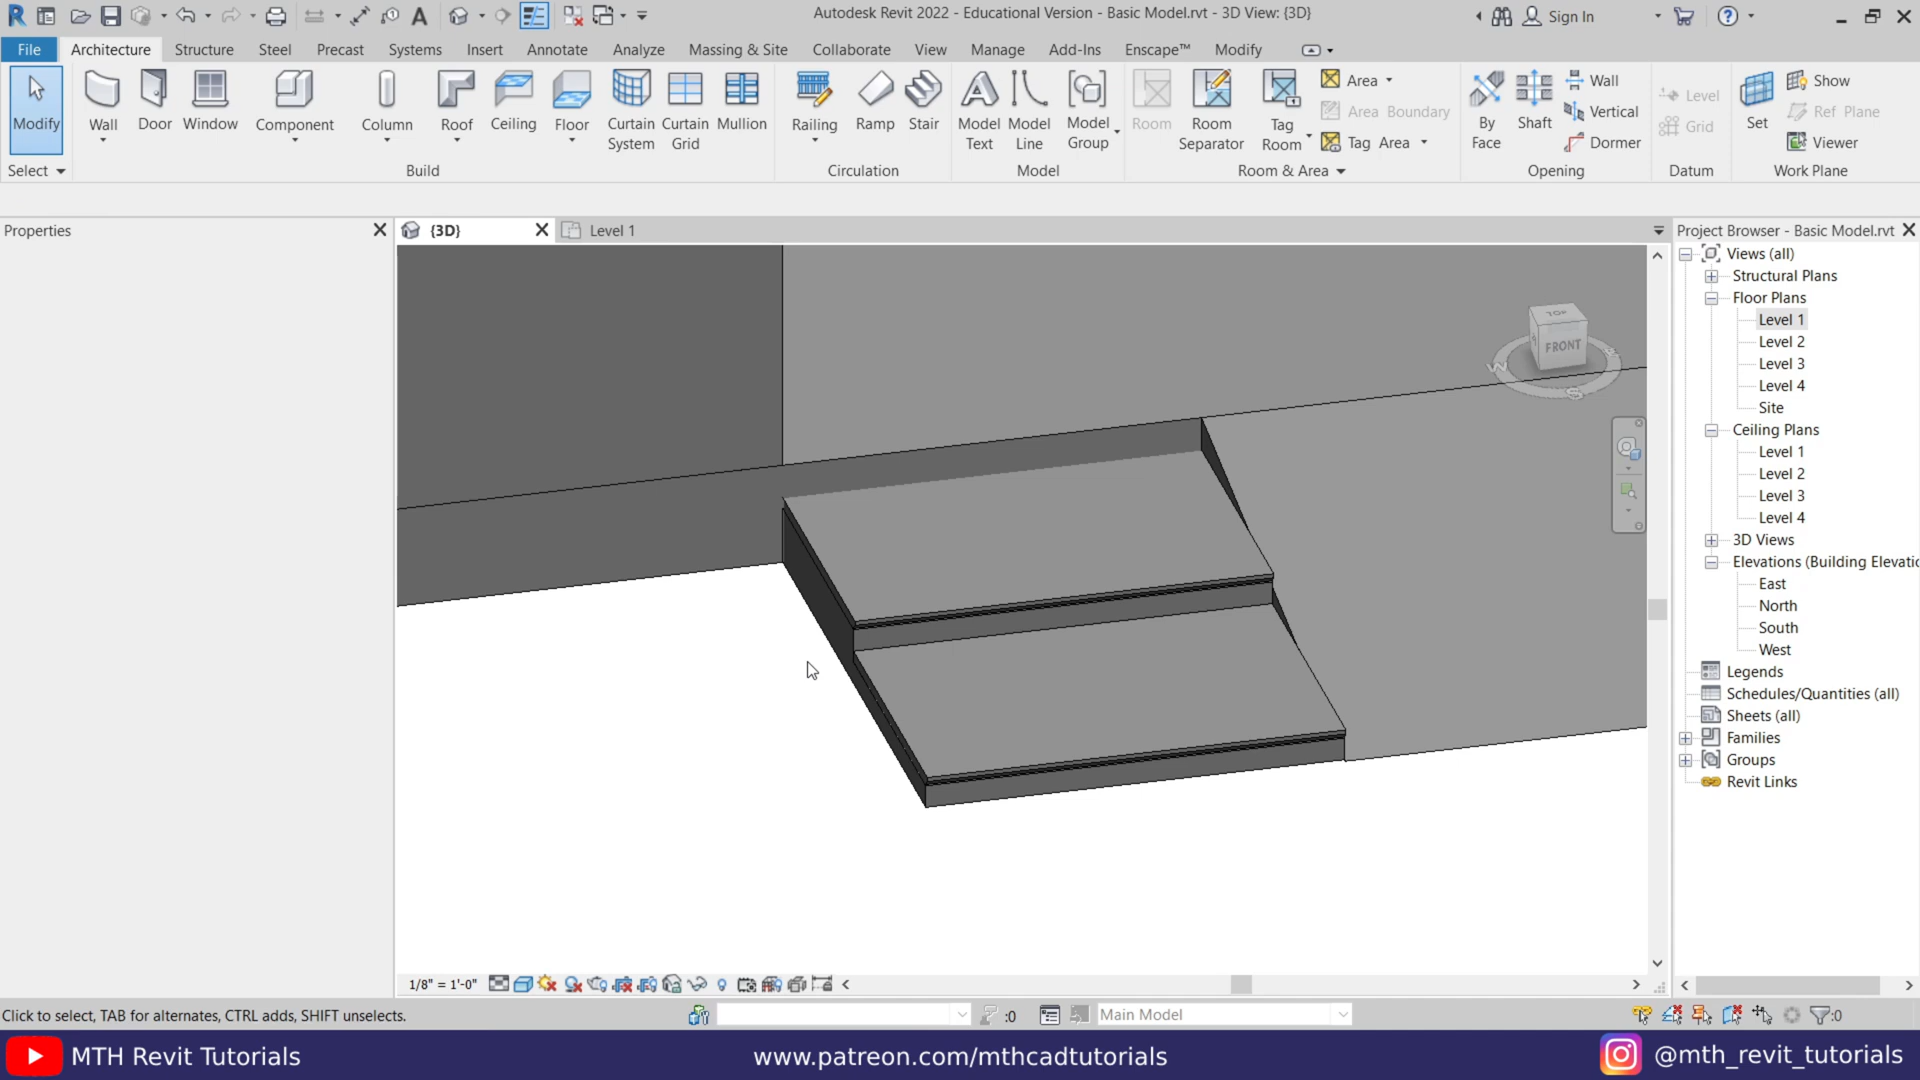 Autodesk Revit 2022 - Educational Version - Basic Model.rvt - 3D View: {3D}
Sign In
File Architecture Structure Steel Precast Systems Insert Annotate Analyze Massing & Site Collaborate View Manage Add-Ins Enscape™ Modify
Modify
Wall
Door
Window
Component
Column
Roof
Ceiling
Floor
Curtain System
Curtain Grid
Mullion
Railing
Ramp
Stair
Model Text
Model Line
Model Group
Room
Room Separator
Tag Room
Area
Area Boundary
Tag Area
By Face
Shaft
Wall
Vertical
Dormer
Level
Grid
Set
Show
Ref Plane
Viewer
Select
Build
Circulation
Model
Room & Area
Opening
Datum
Work Plane
Properties
{3D}
Level 1
Project Browser - Basic Model.rvt
Views (all)
Structural Plans
Floor Plans
Level 1
Level 2
Level 3
Level 4
Site
Ceiling Plans
Level 1
Level 2
Level 3
Level 4
3D Views
Elevations (Building Elevatio
East
North
South
West
Legends
Schedules/Quantities (all)
Sheets (all)
Families
Groups
Revit Links
TOP
FRONT
W
S
1/8" = 1'-0"
Click to select, TAB for alternates, CTRL adds, SHIFT unselects.
:0
Main Model
:0
MTH Revit Tutorials
www.patreon.com/mthcadtutorials
@mth_revit_tutorials